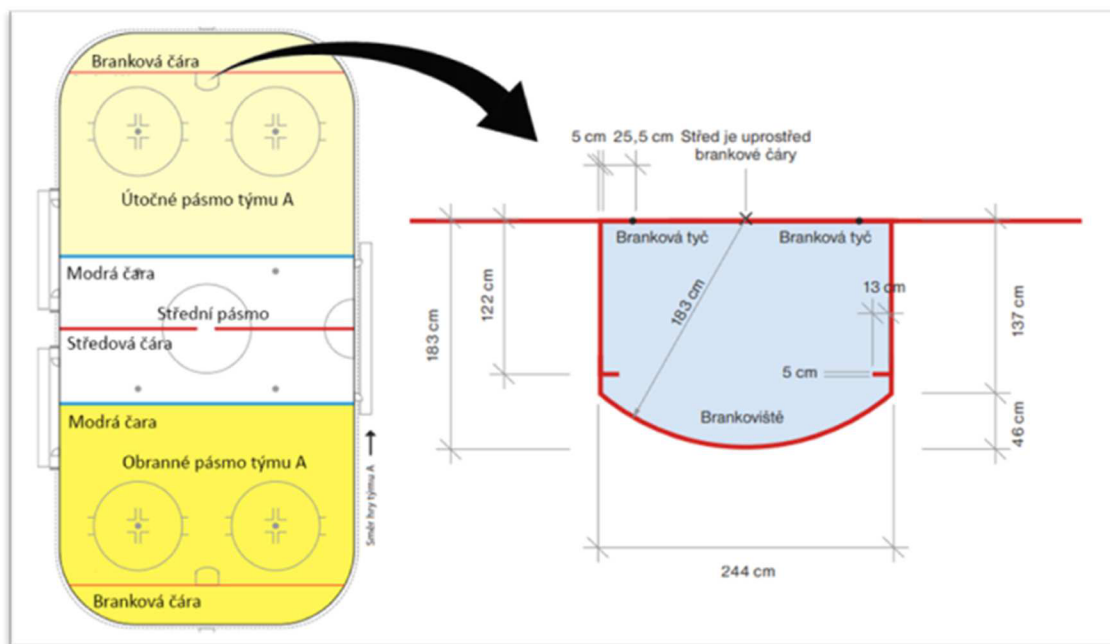 Branková čára
Útočné pásmo týmu A
Modrá čára
Střední pásmo
Středová čára
Modrá čara
Obranné pásmo týmu A
Směr hry týmu A
Branková čára
5 cm 25,5 cm Střed je uprostřed
brankové čáry
Branková tyč Branková tyč
183 cm
122 cm
183 cm
13 cm
137 cm
5 cm
Brankoviště
46 cm
244 cm